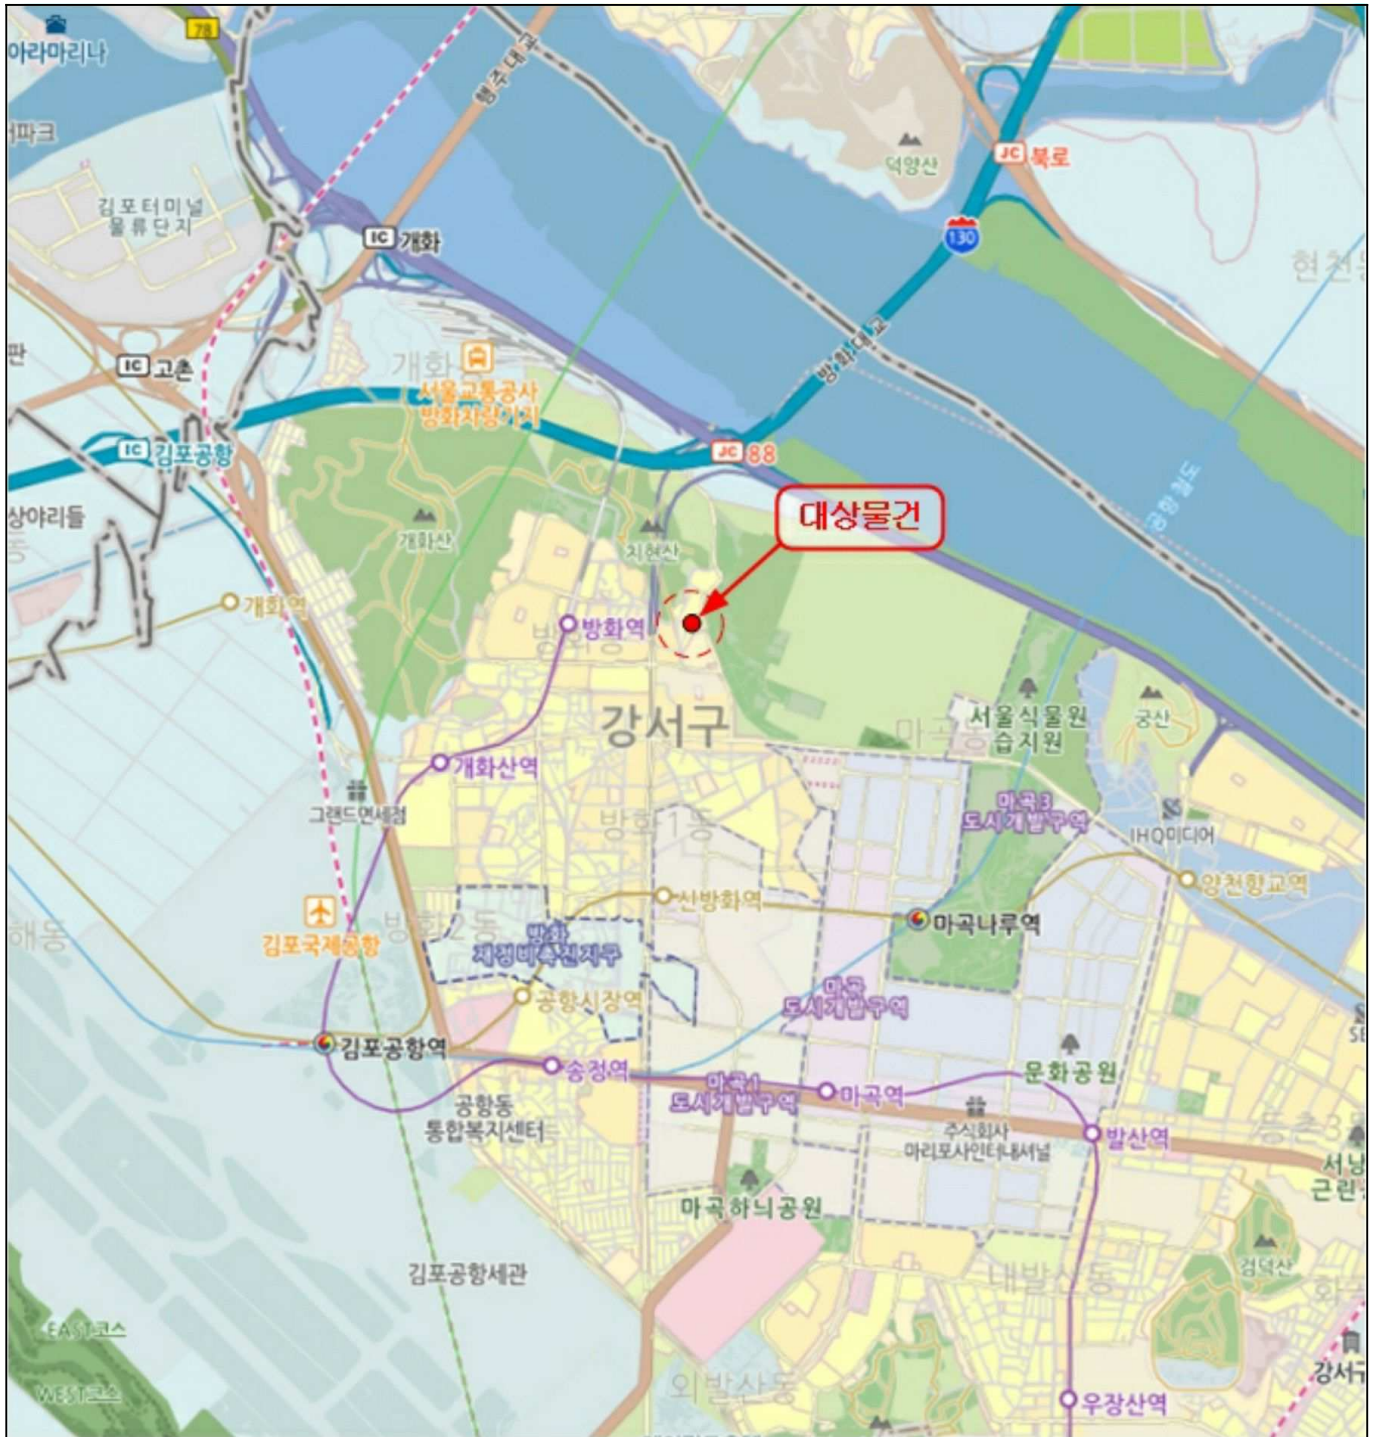 78
아라마리나
행주대교
덕양산
JC 북로
김포터미널
물류단지
IC 개화
130
개화
IC 고촌
방화대교
서울교통공사
방화차량기지
IC 김포공항
JC 88
공항철도
상야리들
대상물건
개화산
치현산
개화역
방화역
강서구
서울식물원
습지원
궁산
개화산역
그랜드면세점
마곡3
도시개발구역
방화1동
IHQ미디어
양천향교역
신방화역
마곡나루역
방화2동
김포국제공항
방화
재정비촉진지구
공항시장역
마곡
도시개발구역
김포공항역
송정역
문화공원
마곡1
도시개발구역
마곡역
공항동
통합복지센터
주식회사
마리포사인터내셔널
발산역
마곡하늬공원
김포공항세관
내발산동
검덕산
EAST코스
WEST코스
외발산동
우장산역